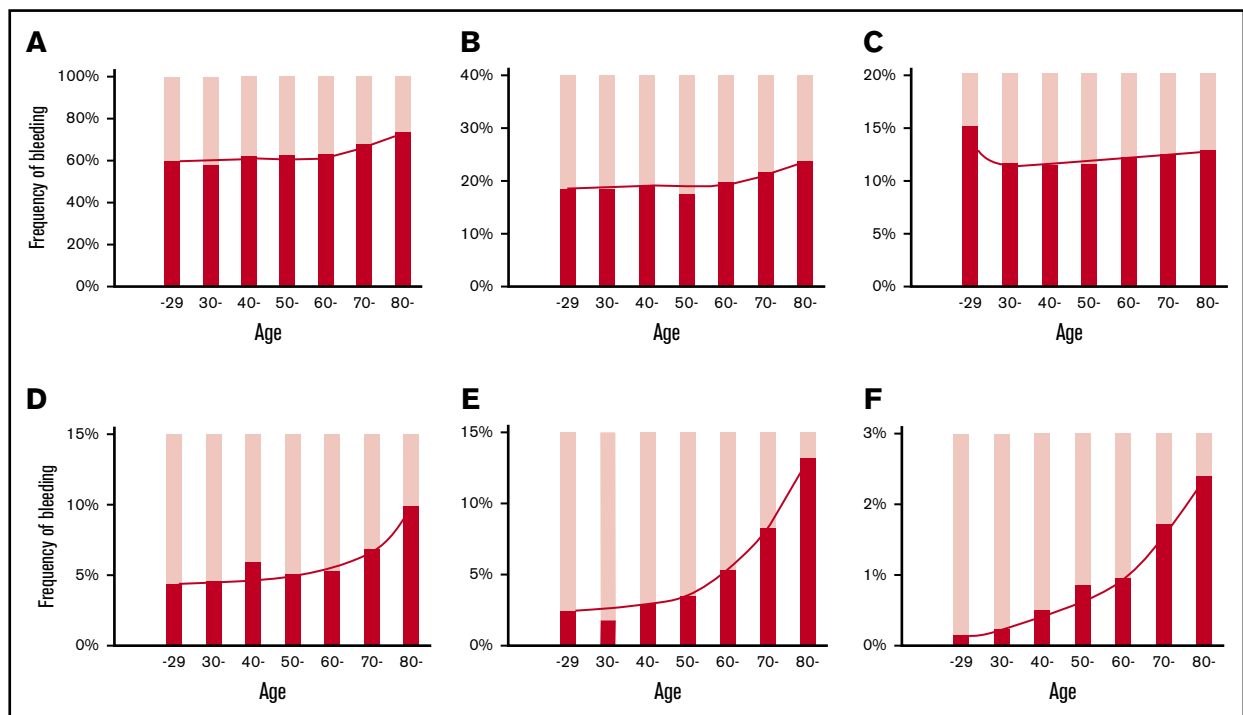 A
B
C
Frequency of bleeding
100%
80%
60%
40%
20%
0%
-29 30- 40- 50- 60- 70- 80-
Age
40%
30%
20%
10%
0%
-29 30- 40- 50- 60- 70- 80-
Age
20%
15%
10%
5%
0%
-29 30- 40- 50- 60- 70- 80-
Age
D
E
F
Frequency of bleeding
15%
10%
5%
0%
-29 30- 40- 50- 60- 70- 80-
Age
15%
10%
5%
0%
-29 30- 40- 50- 60- 70- 80-
Age
3%
2%
1%
0%
-29 30- 40- 50- 60- 70- 80-
Age